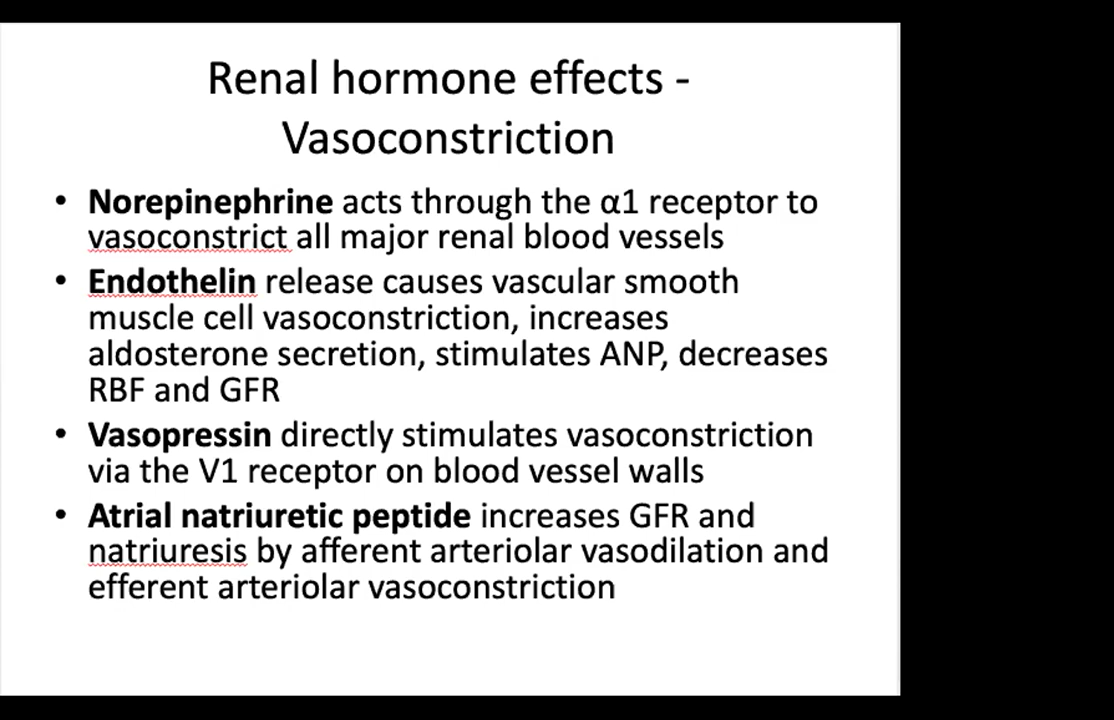 Renal hormone effects -
Vasoconstriction
• Norepinephrine acts through the α1 receptor to
vasoconstrict all major renal blood vessels
• Endothelin release causes vascular smooth
muscle cell vasoconstriction, increases
aldosterone secretion, stimulates ANP, decreases
RBF and GFR
• Vasopressin directly stimulates vasoconstriction
via the V1 receptor on blood vessel walls
• Atrial natriuretic peptide increases GFR and
natriuresis by afferent arteriolar vasodilation and
efferent arteriolar vasoconstriction